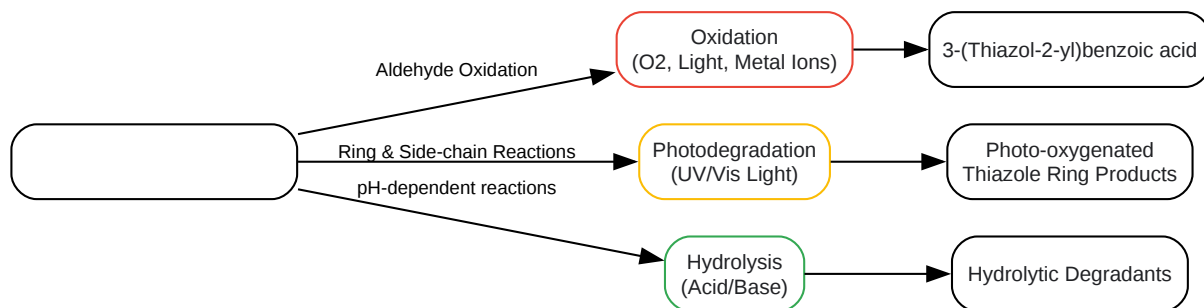 Aldehyde Oxidation
Oxidation
(O2, Light, Metal Ions)
3-(Thiazol-2-yl)benzoic acid
Ring & Side-chain Reactions
Photodegradation
(UV/Vis Light)
Photo-oxygenated
Thiazole Ring Products
pH-dependent reactions
Hydrolysis
(Acid/Base)
Hydrolytic Degradants